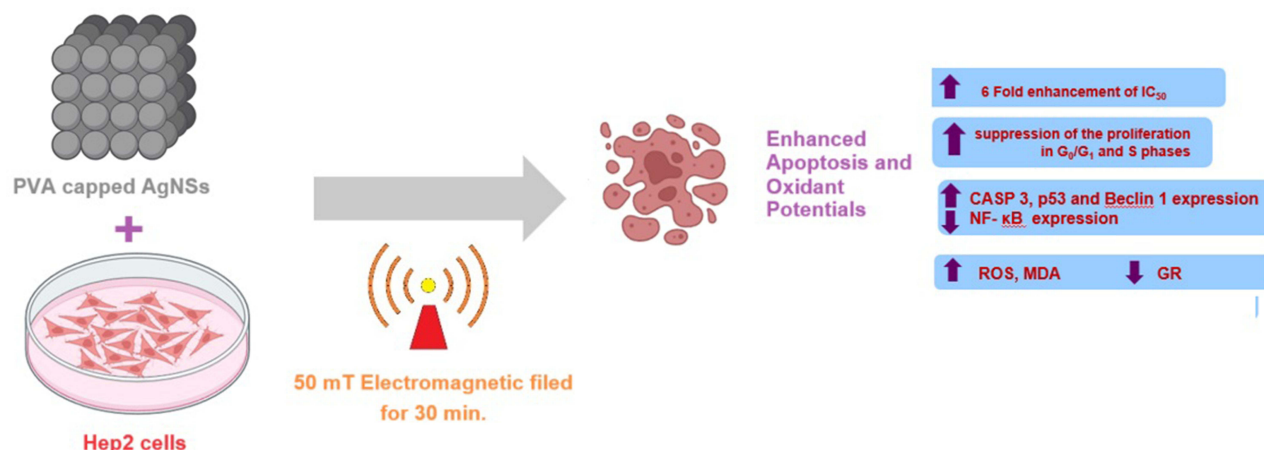 PVA capped AgNSs
+
Hep2 cells
50 mT Electromagnetic filed
for 30 min.
Enhanced
Apoptosis and
Oxidant
Potentials
6 Fold enhancement of IC₅₀
suppression of the proliferation
in G₀/G₁ and S phases
CASP 3, p53 and Beclin 1 expression
NF- κB expression
ROS, MDA GR